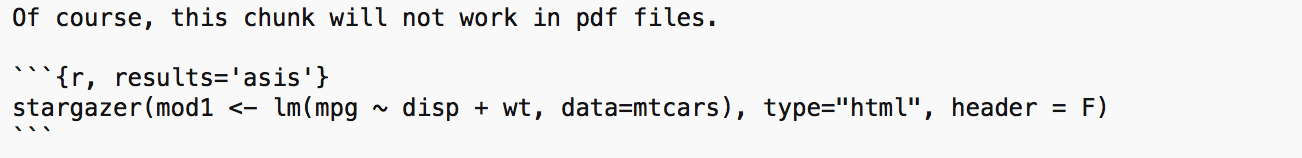 Of course, this chunk will not work in pdf files.
```{r, results='asis'}
stargazer(mod1 <- lm(mpg ~ disp + wt, data=mtcars), type="html", header = F)
```